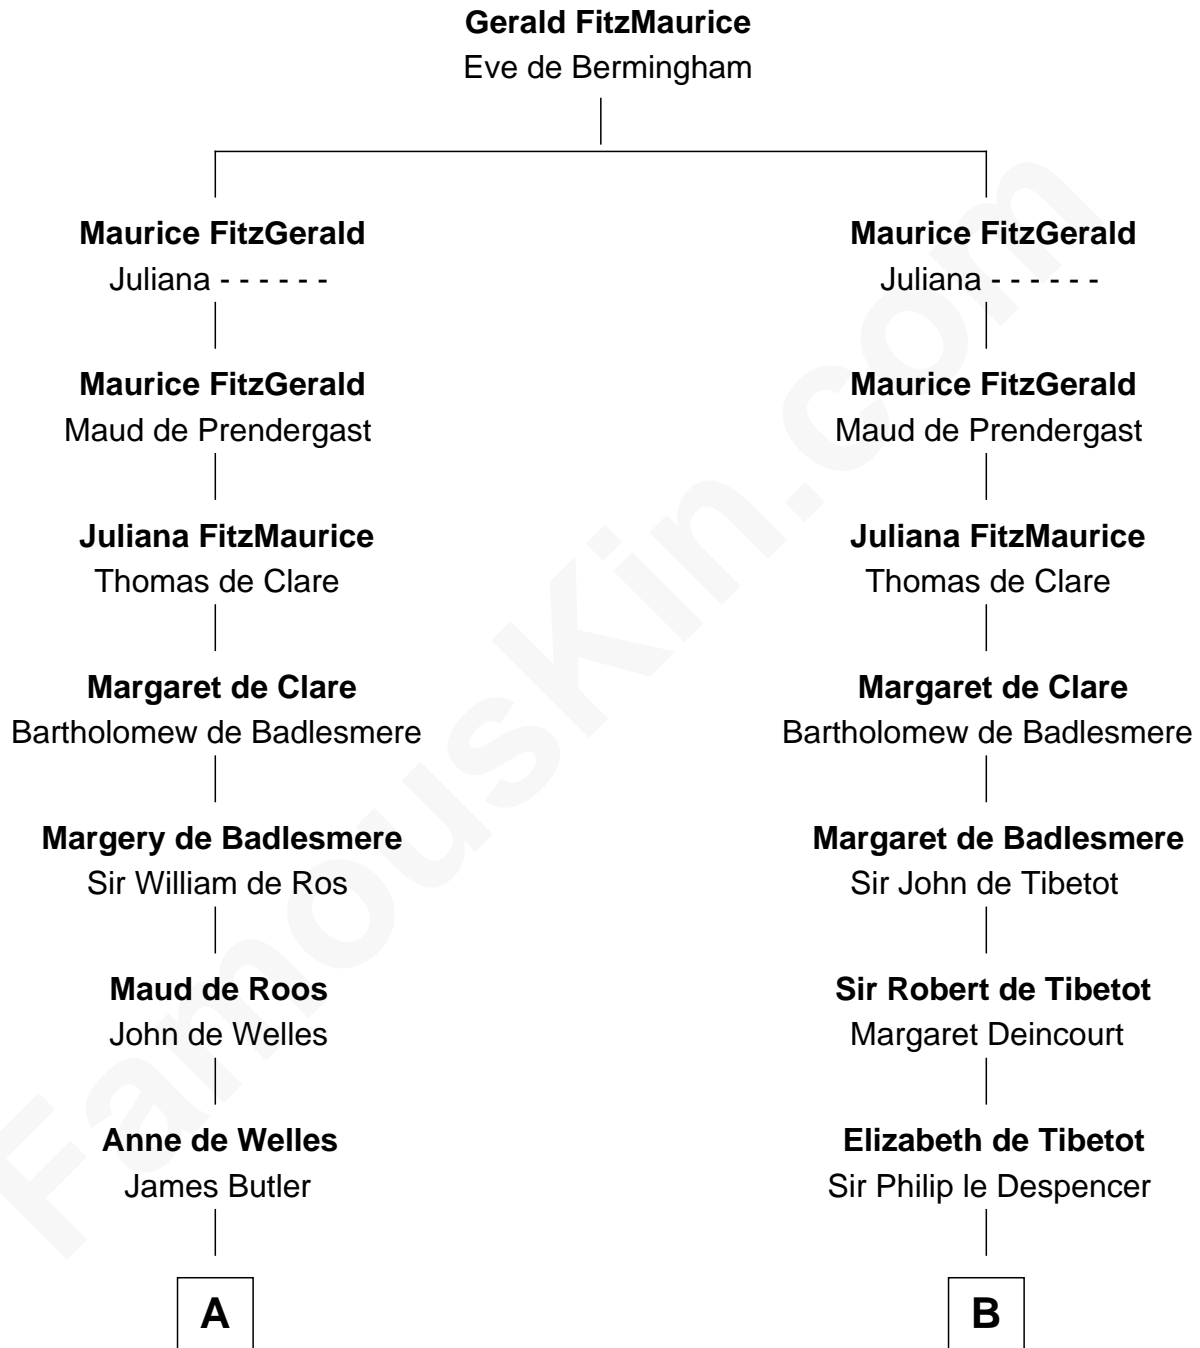 Gerald FitzMaurice
Eve de Bermingham
Maurice FitzGerald
Juliana - - - - - -
Maurice FitzGerald
Maud de Prendergast
Juliana FitzMaurice
Thomas de Clare
Margaret de Clare
Bartholomew de Badlesmere
Margery de Badlesmere
Sir William de Ros
Maud de Roos
John de Welles
Anne de Welles
James Butler
A
Maurice FitzGerald
Juliana - - - - - -
Maurice FitzGerald
Maud de Prendergast
Juliana FitzMaurice
Thomas de Clare
Margaret de Clare
Bartholomew de Badlesmere
Margaret de Badlesmere
Sir John de Tibetot
Sir Robert de Tibetot
Margaret Deincourt
Elizabeth de Tibetot
Sir Philip le Despencer
B
FamousKin.com